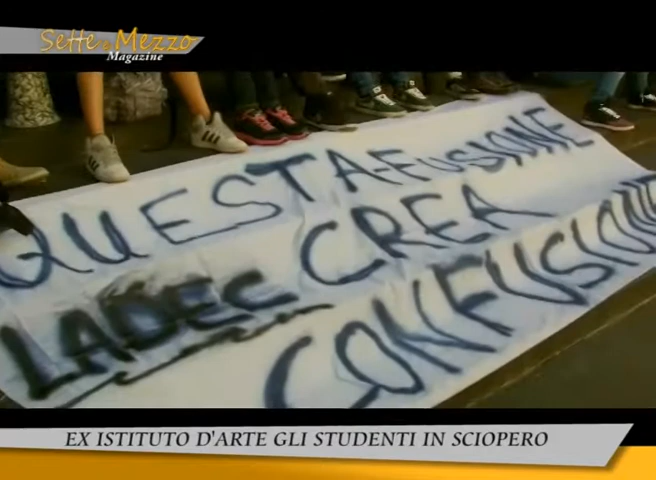 Sette e Mezzo
Magazine
QUESTA-FUSIONE
CREA
CONFUSIONE
EX ISTITUTO D'ARTE GLI STUDENTI IN SCIOPERO